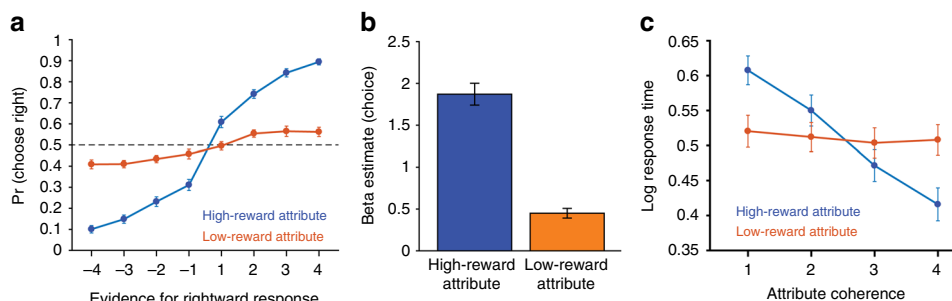 a
Pr (choose right)
1
0.9
0.8
0.7
0.6
0.5
0.4
0.3
0.2
0.1
0
High-reward attribute
Low-reward attribute
–4 –3 –2 –1 1 2 3 4
Evidence for rightward response
b
Beta estimate (choice)
2.5
2
1.5
1
0.5
0
High-reward attribute
Low-reward attribute
c
Log response time
0.65
0.6
0.55
0.5
0.45
0.4
0.35
High-reward attribute
Low-reward attribute
1 2 3 4
Attribute coherence